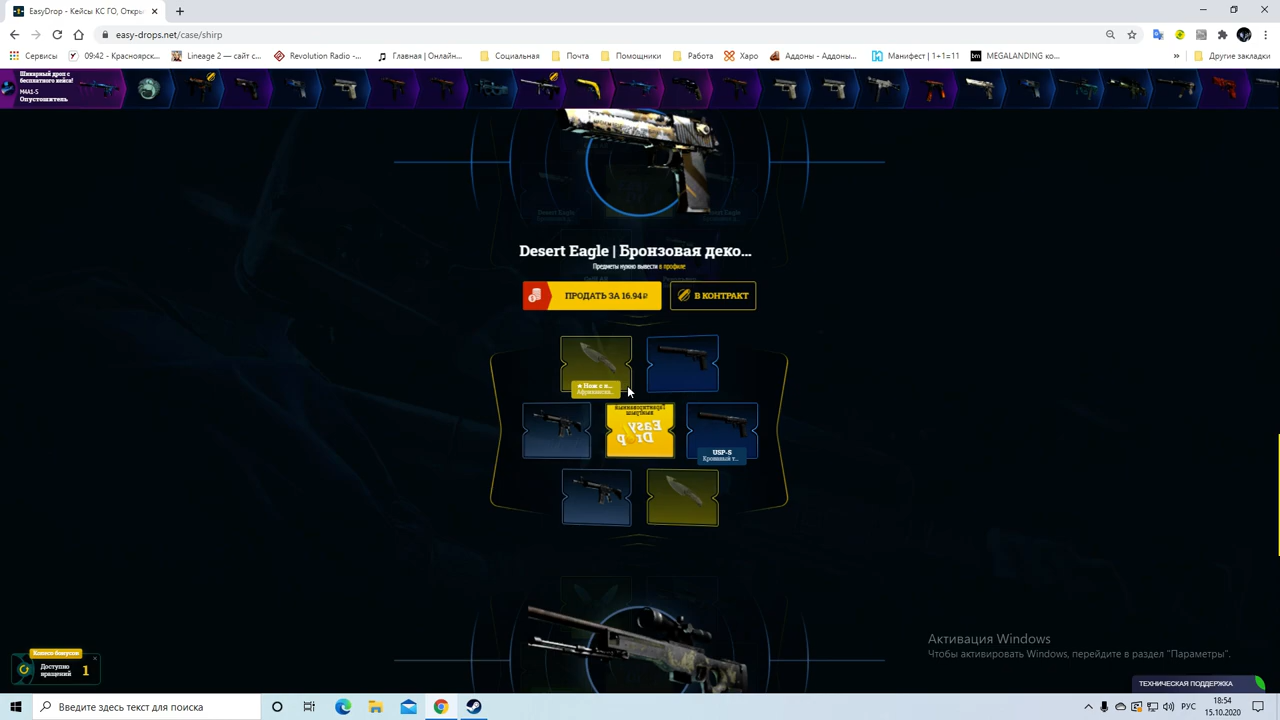 EasyDrop - Кейсы КС ГО, Откры
easy-drops.net/case/shirp
Сервисы
09:42 - Красноярск...
Lineage 2 — сайт с...
Revolution Radio -...
Главная | Онлайн...
Социальная
Почта
Помощники
Работа
Харо
Аддоны - Аддоны...
Манифест | 1+1=11
MEGALANDING ко...
»
Другие закладки
Шикарный дроп с
бесплатного кейса!
M4A1-S
Опустошитель
Desert Eagle | Бронзовая деко...
Предметы нужно вывести в профиле
ПРОДАТЬ ЗА 16.94₽
В КОНТРАКТ
★ Нож с н...
Easy
Drop
USP-S
Кровавый т...
Колесо бонусов
Доступно
вращений
1
Активация Windows
Чтобы активировать Windows, перейдите в раздел "Параметры".
ТЕХНИЧЕСКАЯ ПОДДЕРЖКА
Введите здесь текст для поиска
РУС
18:54
15.10.2020